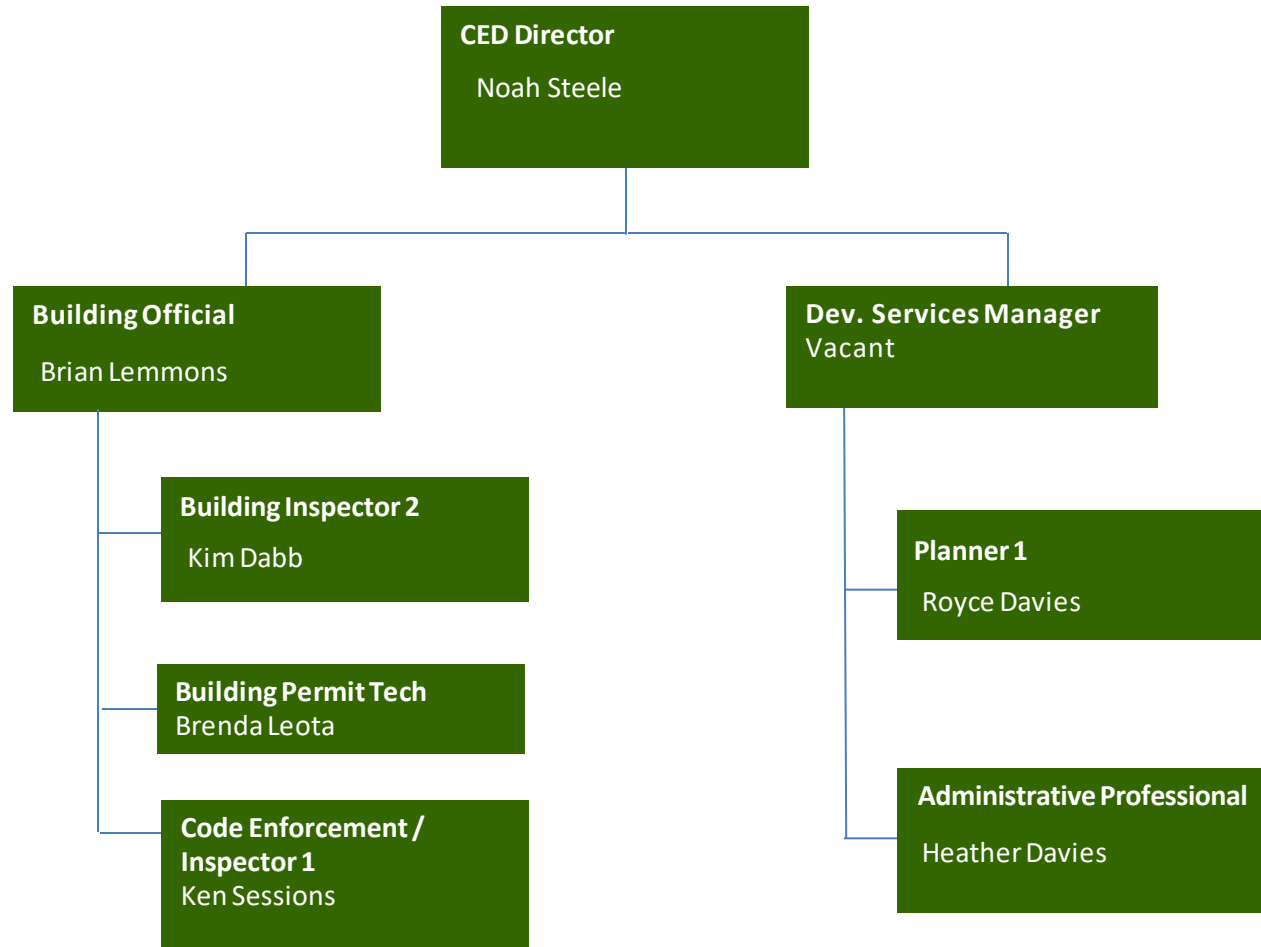 CED Director
Noah Steele
Building Official
Brian Lemmons
Dev. Services Manager
Vacant
Building Inspector 2
Kim Dabb
Planner 1
Royce Davies
Building Permit Tech
Brenda Leota
Administrative Professional
Heather Davies
Code Enforcement /
Inspector 1
Ken Sessions